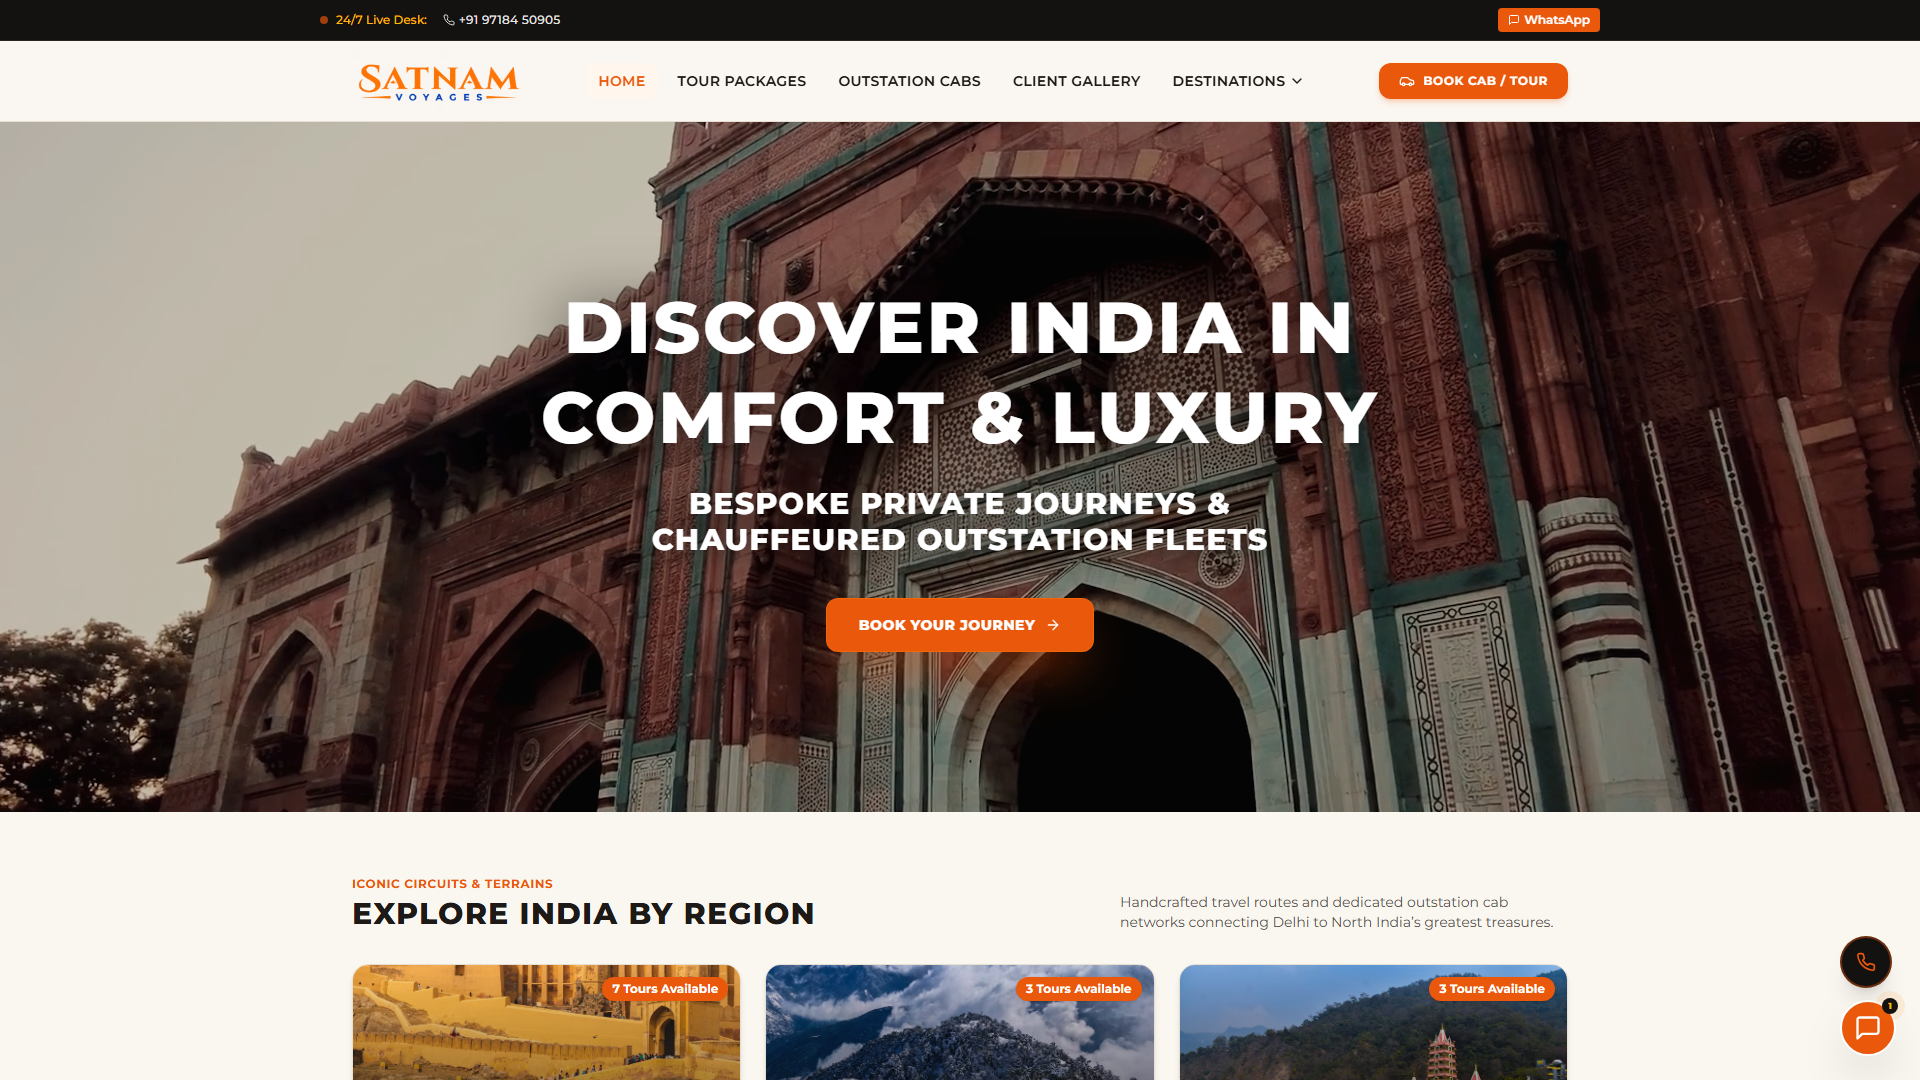 24/7 Live Desk:
+91 97184 50905
WhatsApp
SATNAM
VOYAGES
HOME
TOUR PACKAGES
OUTSTATION CABS
CLIENT GALLERY
DESTINATIONS
BOOK CAB / TOUR
DISCOVER INDIA IN
COMFORT & LUXURY
BESPOKE PRIVATE JOURNEYS &
CHAUFFEURED OUTSTATION FLEETS
BOOK YOUR JOURNEY
ICONIC CIRCUITS & TERRAINS
EXPLORE INDIA BY REGION
Handcrafted travel routes and dedicated outstation cab
networks connecting Delhi to North India’s greatest treasures.
7 Tours Available
3 Tours Available
3 Tours Available
1